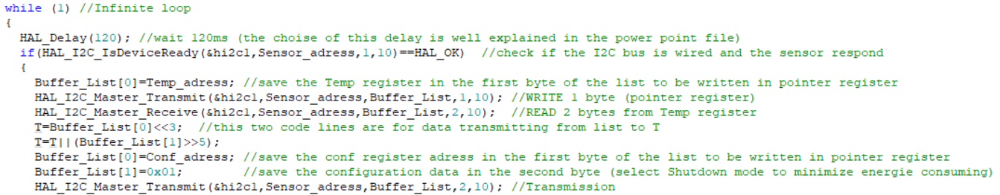 while (1) //Infinite loop
{
HAL_Delay(120); //wait 120ms (the choise of this delay is well explained in the power point file)
if(HAL_I2C_IsDeviceReady(&hi2c1,Sensor_adress,1,10)==HAL_OK)  //check if the I2C bus is wired and the sensor respond
{
Buffer_List[0]=Temp_adress; //save the Temp register in the first byte of the list to be written in pointer register
HAL_I2C_Master_Transmit(&hi2c1,Sensor_adress,Buffer_List,1,10); //WRITE 1 byte (pointer register)
HAL_I2C_Master_Receive(&hi2c1,Sensor_adress,Buffer_List,2,10);  //READ 2 bytes from Temp register
T=Buffer_List[0]<<3;  //this two code lines are for data transmitting from list to T
T=T||(Buffer_List[1]>>5);
Buffer_List[0]=Conf_adress; //save the conf register adress in the first byte of the list to be written in pointer register
Buffer_List[1]=0x01;        //save the configuration data in the second byte (select Shutdown mode to minimize energie consuming)
HAL_I2C_Master_Transmit(&hi2c1,Sensor_adress,Buffer_List,2,10); //Transmission